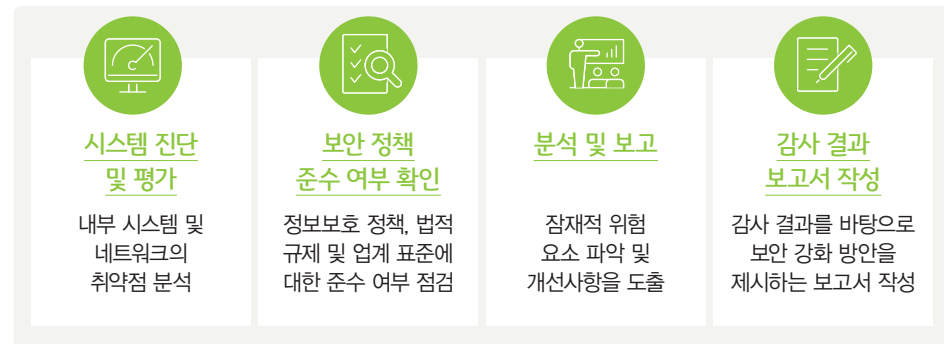 시스템 진단
및 평가
내부 시스템 및
네트워크의
취약점 분석
보안 정책
준수 여부 확인
정보보호 정책, 법적
규제 및 업계 표준에
대한 준수 여부 점검
분석 및 보고
잠재적 위험
요소 파악 및
개선사항을 도출
감사 결과
보고서 작성
감사 결과를 바탕으로
보안 강화 방안을
제시하는 보고서 작성